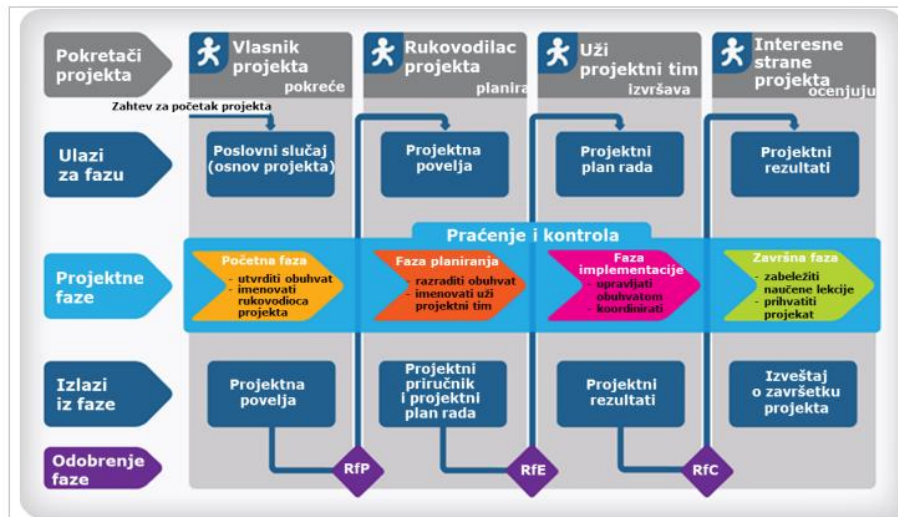 Pokretači
projekta
Vlasnik
projekta
pokreće
Rukovodilac
projekta
planira
Uži
projektni tim
izvršava
Interesne
strane
projekta
ocenjuju
Zahtev za početak projekta
Ulazi
za fazu
Poslovni slučaj
(osnov projekta)
Projektna
povelja
Projektni
plan rada
Projektni
rezultati
Praćenje i kontrola
Projektne
faze
Početna faza
- utvrditi obuhvat
- imenovati
rukovodioca
projekta
Faza planiranja
- razraditi obuhvat
- imenovati uži
projektni tim
Faza
implementacije
- upravljati
obuhvatom
- koordinirati
Završna faza
- zabeležiti
naučene lekcije
- prihvatiti
projekat
Izlazi
iz faze
Projektna
povelja
Projektni
priručnik
i projektni
plan rada
Projektni
rezultati
Izveštaj
o završetku
projekta
Odobrenje
faze
RfP
RfE
RfC